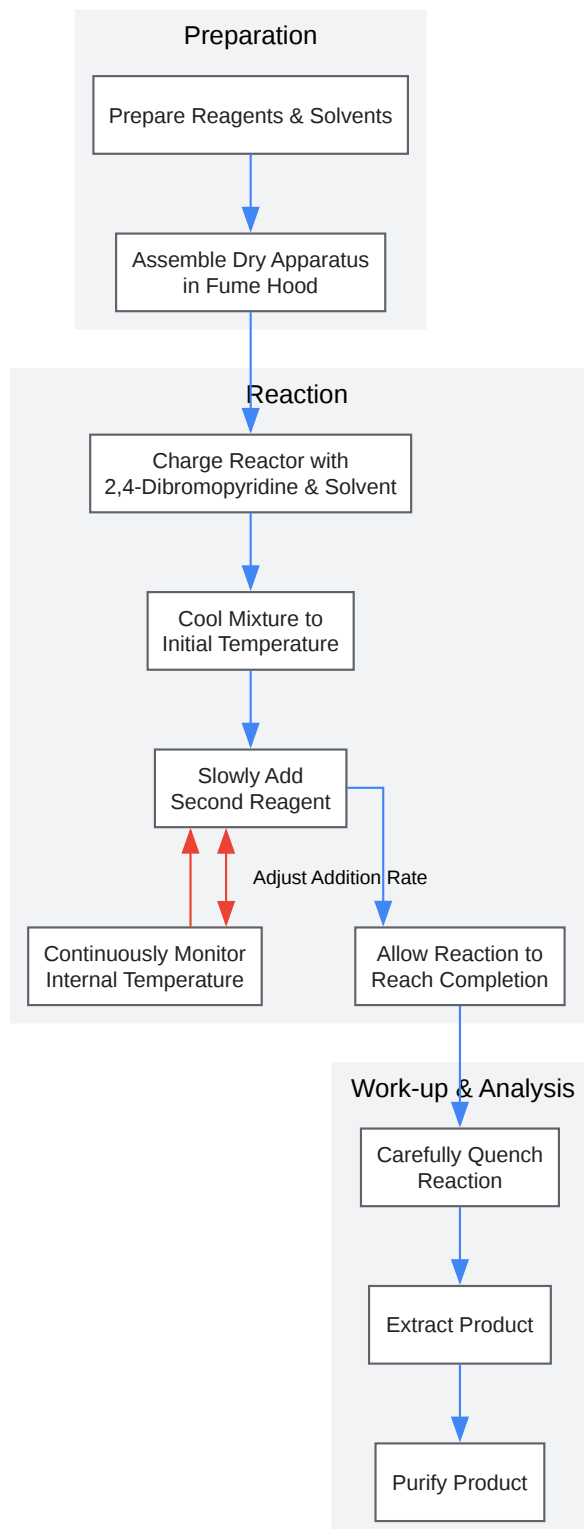 Preparation
Prepare Reagents & Solvents
Assemble Dry Apparatus
in Fume Hood
Reaction
Charge Reactor with
2,4-Dibromopyridine & Solvent
Cool Mixture to
Initial Temperature
Slowly Add
Second Reagent
Adjust Addition Rate
Continuously Monitor
Internal Temperature
Allow Reaction to
Reach Completion
Work-up & Analysis
Carefully Quench
Reaction
Extract Product
Purify Product